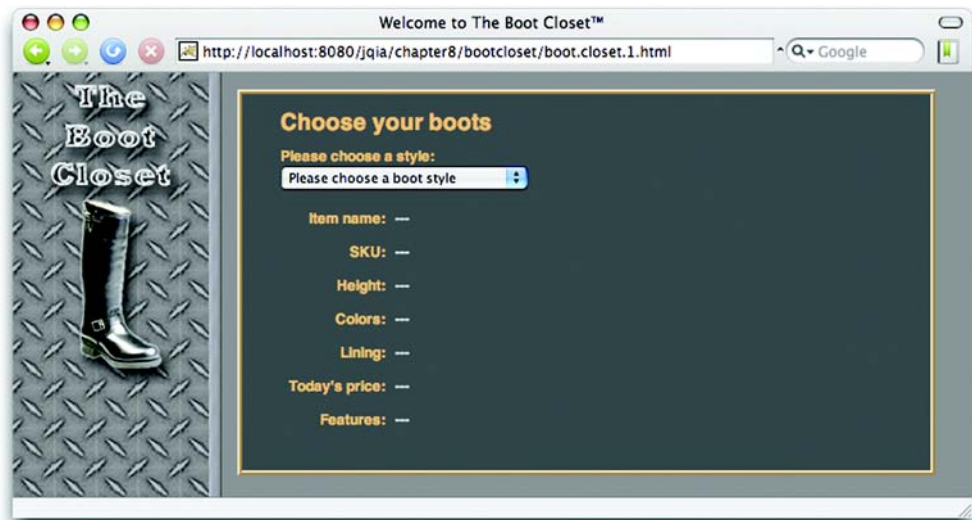 Welcome to The Boot Closet™
http://localhost:8080/jqia/chapter8/bootcloset/boot.closet.1.html
Google
The
Boot
Closet
Choose your boots
Please choose a style:
Please choose a boot style
Item name: ---
SKU: ---
Height: ---
Colors: ---
Lining: ---
Today's price: ---
Features: ---